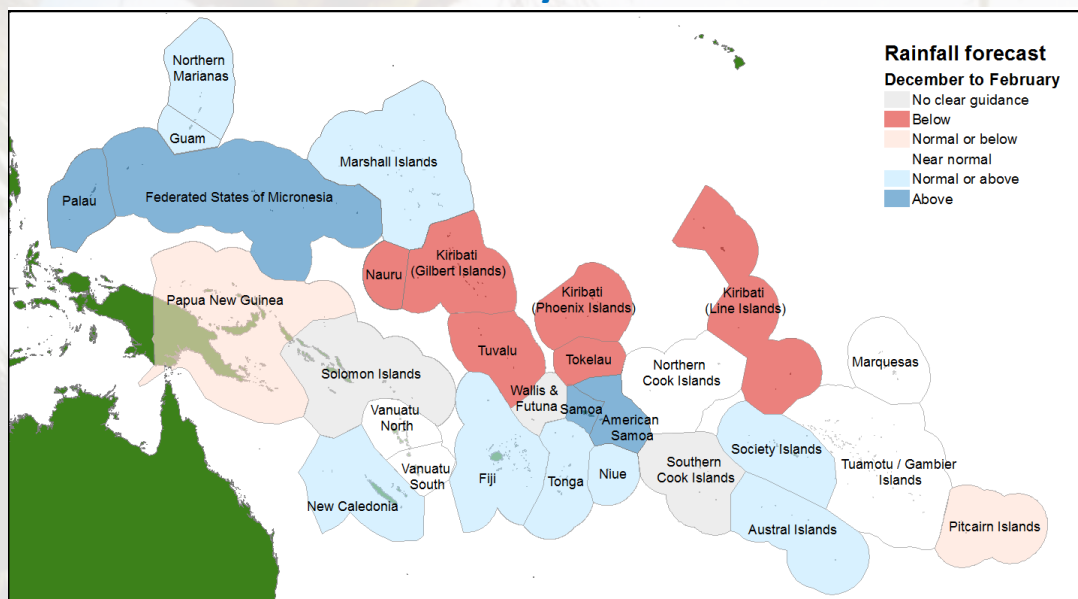 Rainfall forecast
December to February
No clear guidance
Below
Normal or below
Near normal
Normal or above
Above
Northern
Marianas
Guam
Marshall Islands
Palau
Federated States of Micronesia
Nauru
Kiribati
(Gilbert Islands)
Kiribati
(Phoenix Islands)
Kiribati
(Line Islands)
Papua New Guinea
Solomon Islands
Tuvalu
Tokelau
Northern
Cook Islands
Marquesas
Wallis &
Futuna
Samoa
American
Samoa
Vanuatu
North
Vanuatu
South
New Caledonia
Fiji
Tonga
Niue
Southern
Cook Islands
Society Islands
Tuamotu / Gambier
Islands
Austral Islands
Pitcairn Islands